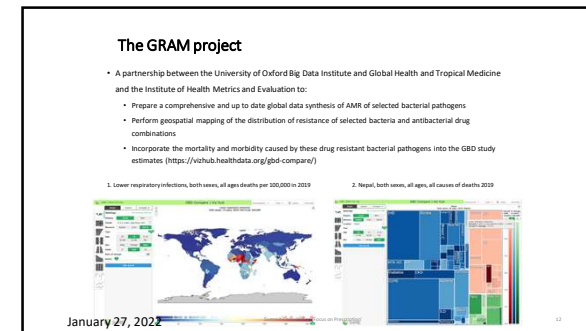 The GRAM project
• A partnership between the University of Oxford Big Data Institute and Global Health and Tropical Medicine
and the Institute of Health Metrics and Evaluation to:
• Prepare a comprehensive and up to date global data synthesis of AMR of selected bacterial pathogens
• Perform geospatial mapping of the distribution of resistance of selected bacteria and antibacterial drug
combinations
• Incorporate the mortality and morbidity caused by these drug resistant bacterial pathogens into the GBD study
estimates (https://vizhub.healthdata.org/gbd-compare/)
1. Lower respiratory infections, both sexes, all ages deaths per 100,000 in 2019
2. Nepal, both sexes, all ages, all causes of deaths 2019
January 27, 2022
12